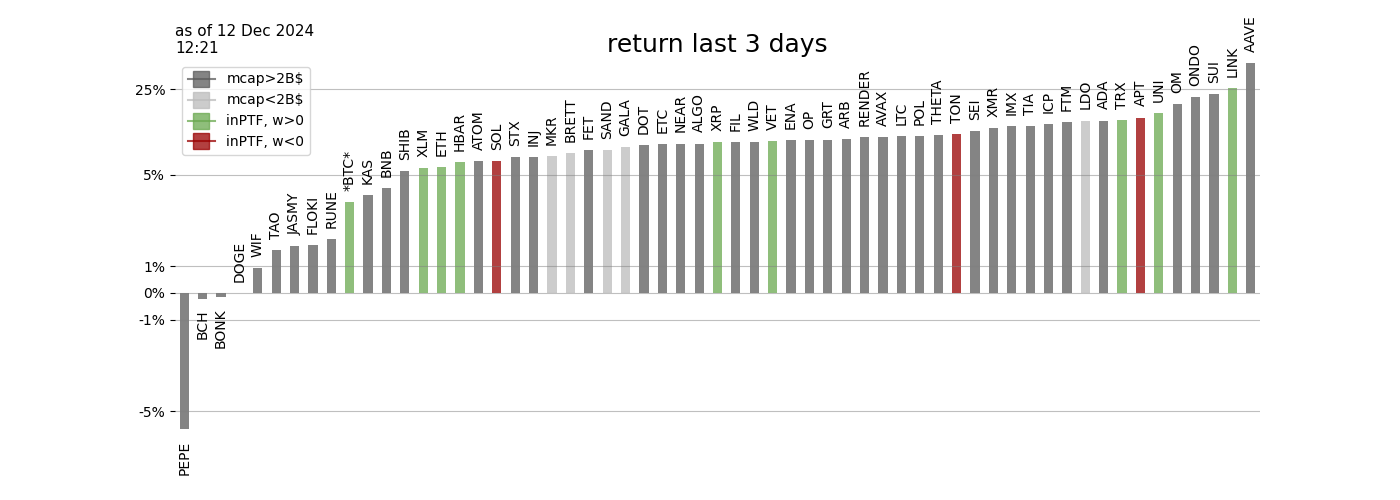 as of 12 Dec 2024
12:21
return last 3 days
mcap>2B$
mcap<2B$
inPTF, w>0
inPTF, w<0
25%
5%
1%
0%
-1%
-5%
PEPE
BCH
BONK
DOGE
WIF
TAO
JASMY
FLOKI
RUNE
*BTC*
KAS
BNB
SHIB
XLM
ETH
HBAR
ATOM
SOL
STX
INJ
MKR
BRETT
FET
SAND
GALA
DOT
ETC
NEAR
ALGO
XRP
FIL
WLD
VET
ENA
OP
GRT
ARB
RENDER
AVAX
LTC
POL
THETA
TON
SEI
XMR
IMX
TIA
ICP
FTM
LDO
ADA
TRX
APT
UNI
OM
ONDO
SUI
LINK
AAVE